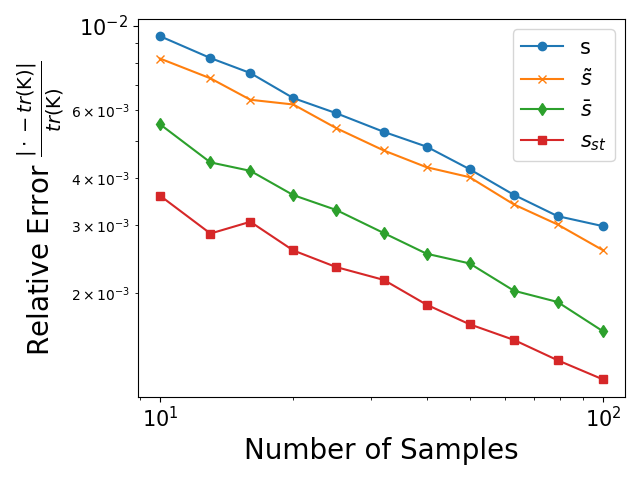 10⁻²
6 × 10⁻³
4 × 10⁻³
3 × 10⁻³
2 × 10⁻³
Relative Error |· − tr(K)| / tr(K)
s
s̃
s̄
sₛₜ
10¹
10²
Number of Samples